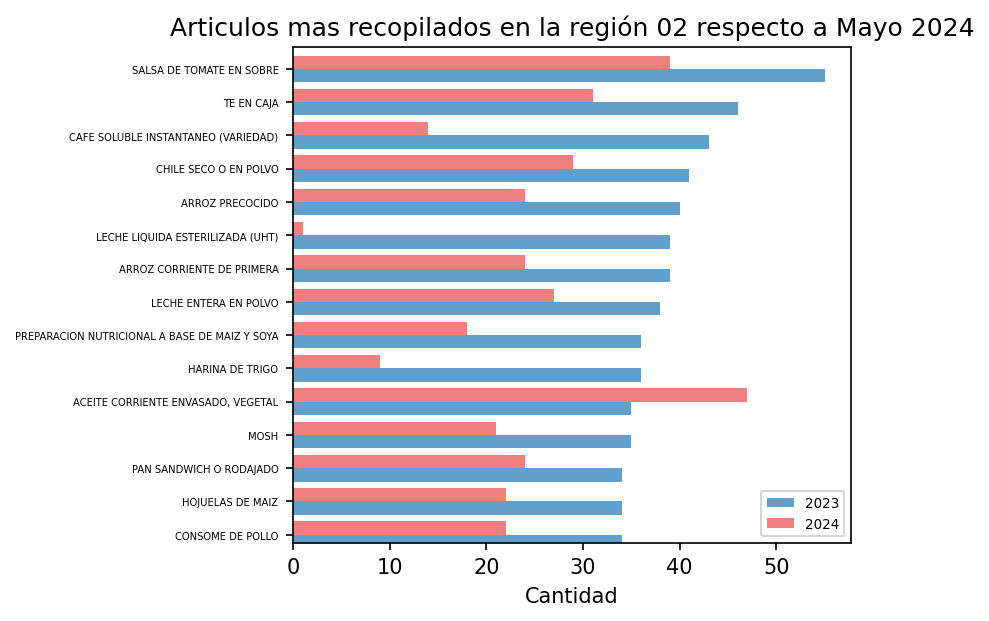 Articulos mas recopilados en la región 02 respecto a Mayo 2024
SALSA DE TOMATE EN SOBRE
TE EN CAJA
CAFE SOLUBLE INSTANTANEO (VARIEDAD)
CHILE SECO O EN POLVO
ARROZ PRECOCIDO
LECHE LIQUIDA ESTERILIZADA (UHT)
ARROZ CORRIENTE DE PRIMERA
LECHE ENTERA EN POLVO
PREPARACION NUTRICIONAL A BASE DE MAIZ Y SOYA
HARINA DE TRIGO
ACEITE CORRIENTE ENVASADO, VEGETAL
MOSH
PAN SANDWICH O RODAJADO
HOJUELAS DE MAIZ
CONSOME DE POLLO
2023
2024
0 10 20 30 40 50
Cantidad